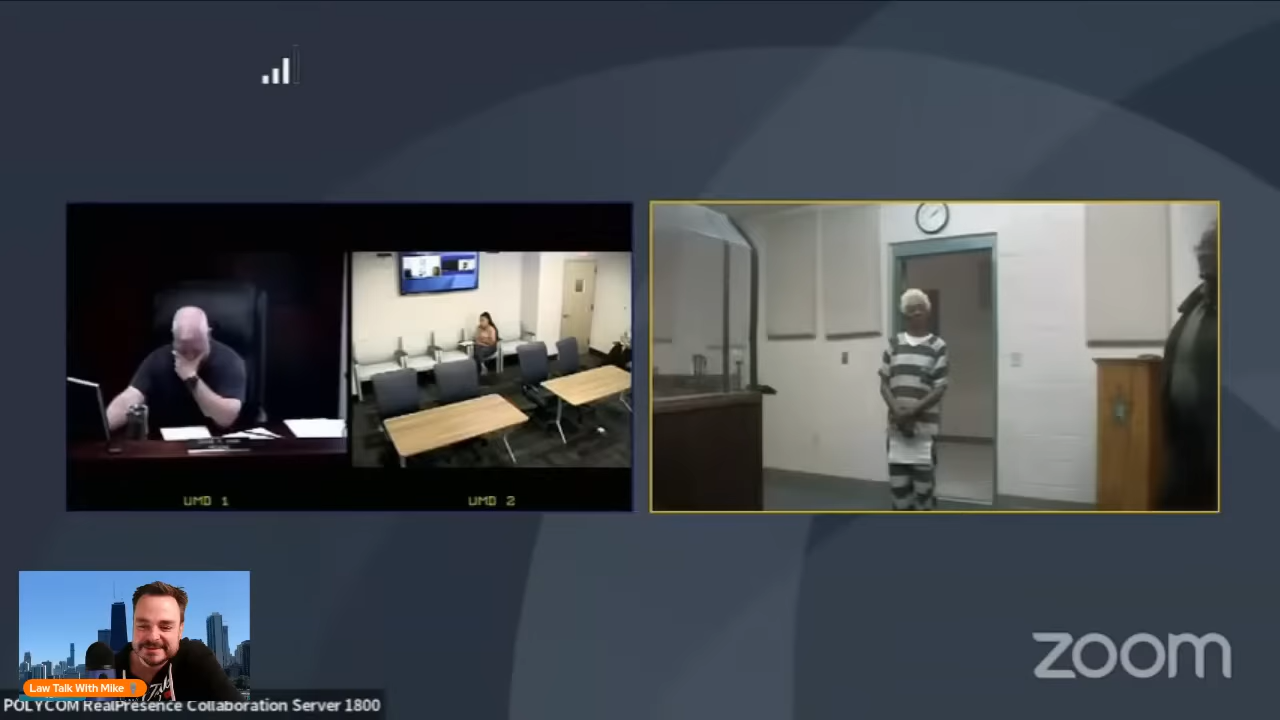 UMD 1
UMD 2
Law Talk With Mike
zoom
POLYCOM RealPresence Collaboration Server 1800